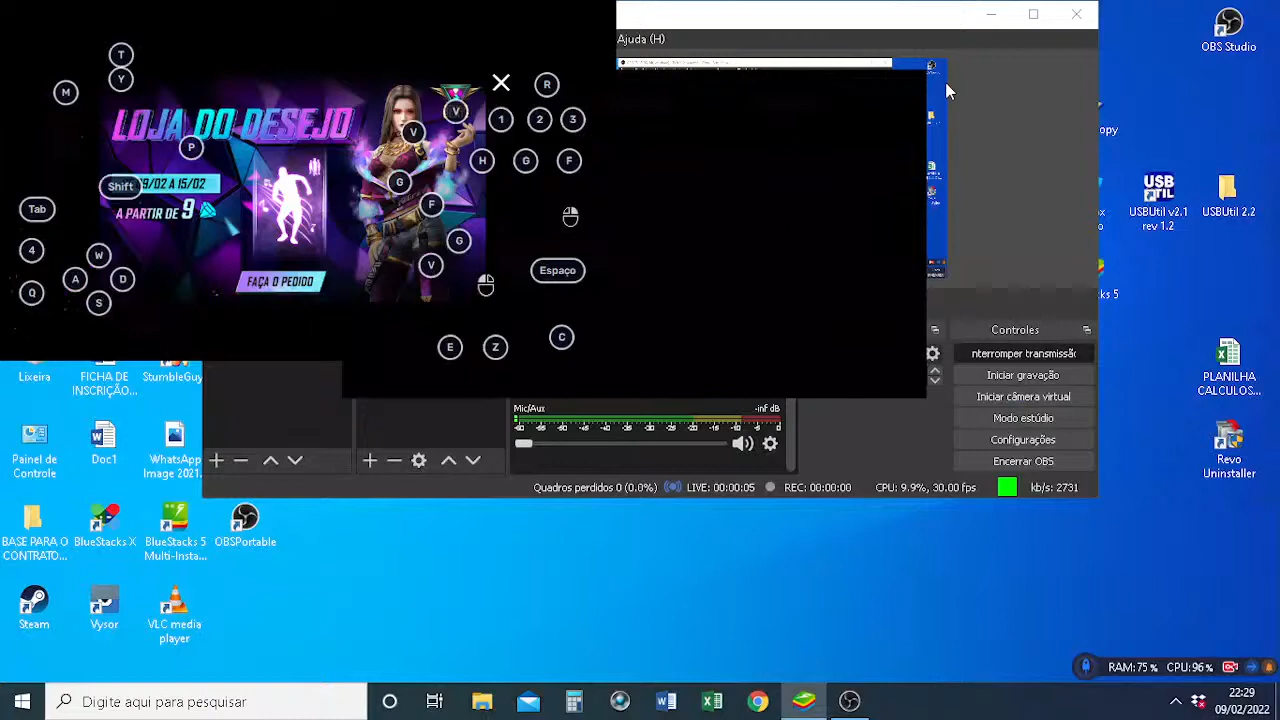 Ajuda (H)
OBS Studio
T
Y
M
R
V
1
2
3
LOJA DO DESEJO
V
P
H
G
F
Shift
09/02 A 15/02
G
USBUtil v2.1
rev 1.2
USBUtil 2.2
Tab
A PARTIR DE 9
F
4
W
G
Q
A
D
FAÇA O PEDIDO
V
Espaço
S
E
Z
C
Controles
nterromper transmissão
Iniciar gravação
Iniciar câmera virtual
Modo estúdio
Configurações
Encerrar OBS
Lixeira
FICHA DE
INSCRIÇÃO...
StumbleGuy
PLANILHA
CALCULO...
Mic/Aux
-inf dB
Painel de
Controle
Doc1
WhatsApp
Image 2021...
Revo
Uninstaller
Quadros perdidos 0 (0.0%)
LIVE: 00:00:05
REC: 00:00:00
CPU: 9.9%, 30.00 fps
kb/s: 2731
BASE PARA O
CONTRATO...
BlueStacks X
BlueStacks 5
Multi-Insta...
OBSPortable
Steam
Vysor
VLC media
player
RAM:75% CPU:96%
Digite aqui para pesquisar
22:29
09/02/2022